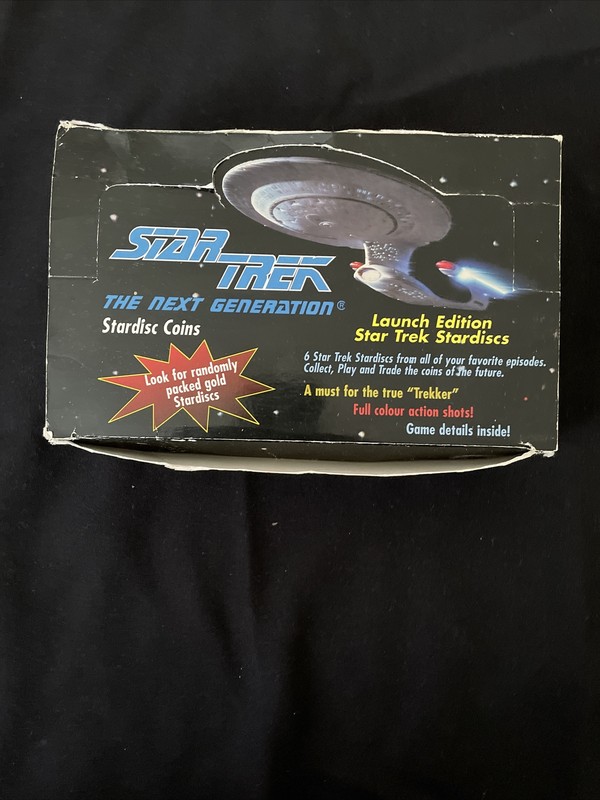 STAR TREK
THE NEXT GENERATION®
Stardisc Coins
Look for randomly
packed gold
Stardiscs
Launch Edition
Star Trek Stardiscs
6 Star Trek Stardiscs from all of your favorite episodes.
Collect, Play and Trade the coins of the future.
A must for the true "Trekker"
Full colour action shots!
Game details inside!